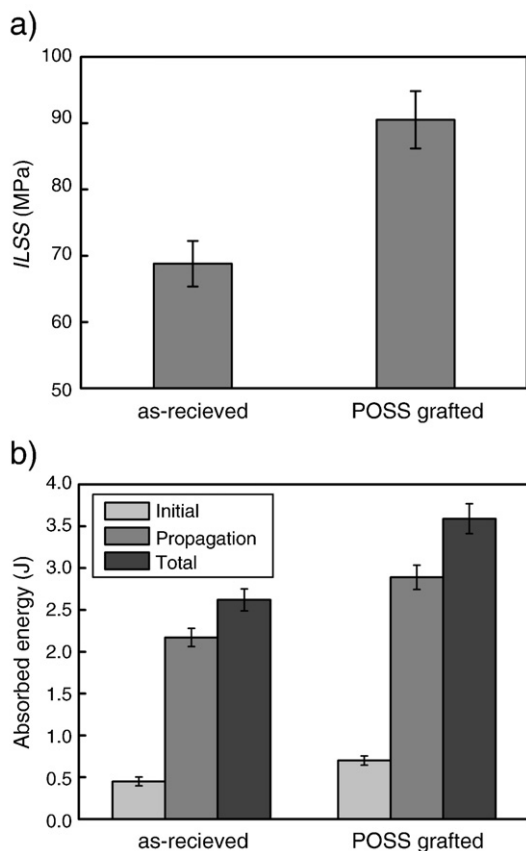 a)
100
90
80
70
60
50
ILSS (MPa)
as-recieved
POSS grafted
b)
4.0
3.5
3.0
2.5
2.0
1.5
1.0
0.5
0.0
Absorbed energy (J)
Initial
Propagation
Total
as-recieved
POSS grafted